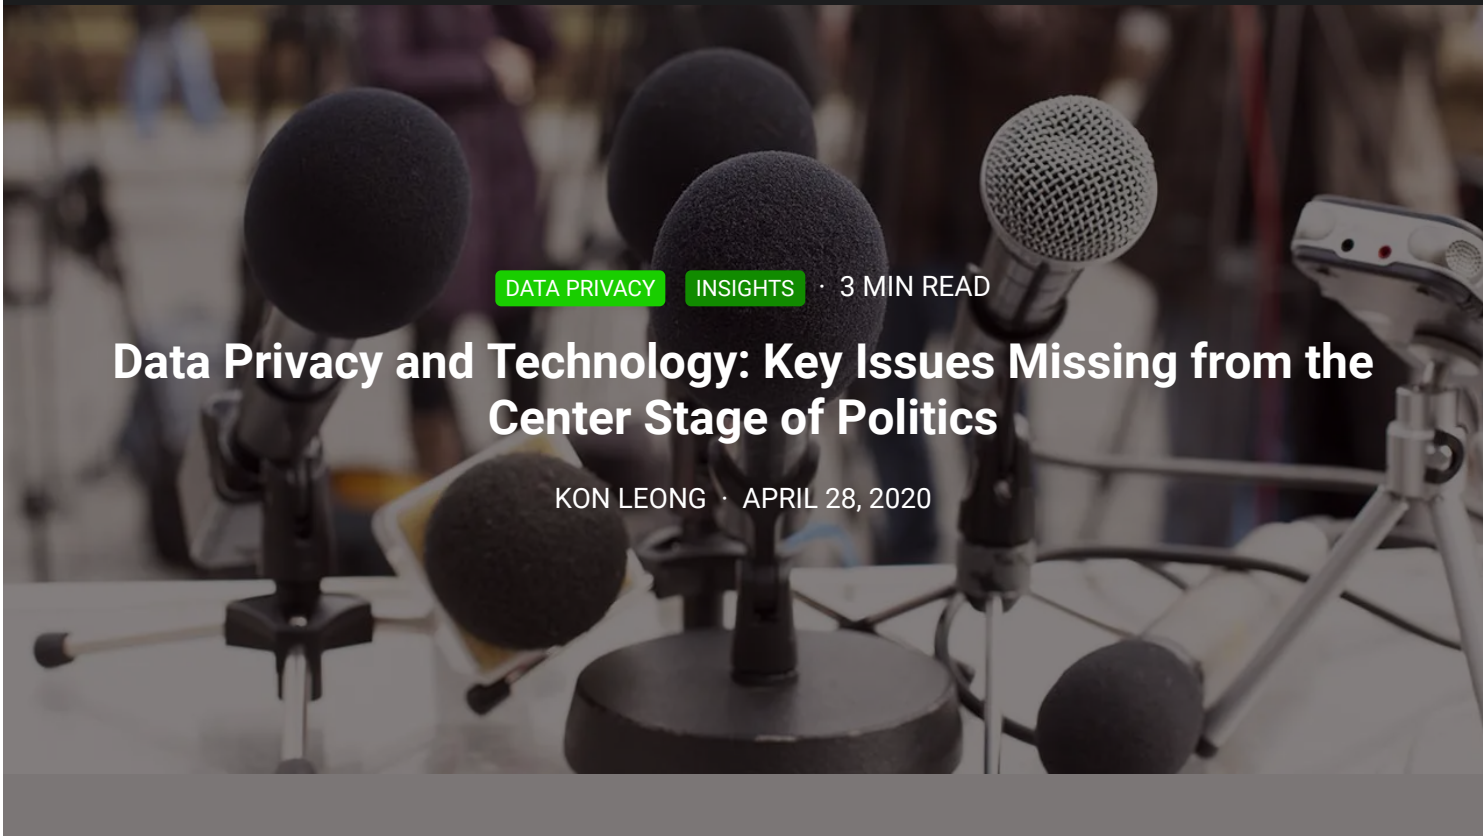 DATA PRIVACY INSIGHTS · 3 MIN READ
Data Privacy and Technology: Key Issues Missing from the
Center Stage of Politics
KON LEONG · APRIL 28, 2020